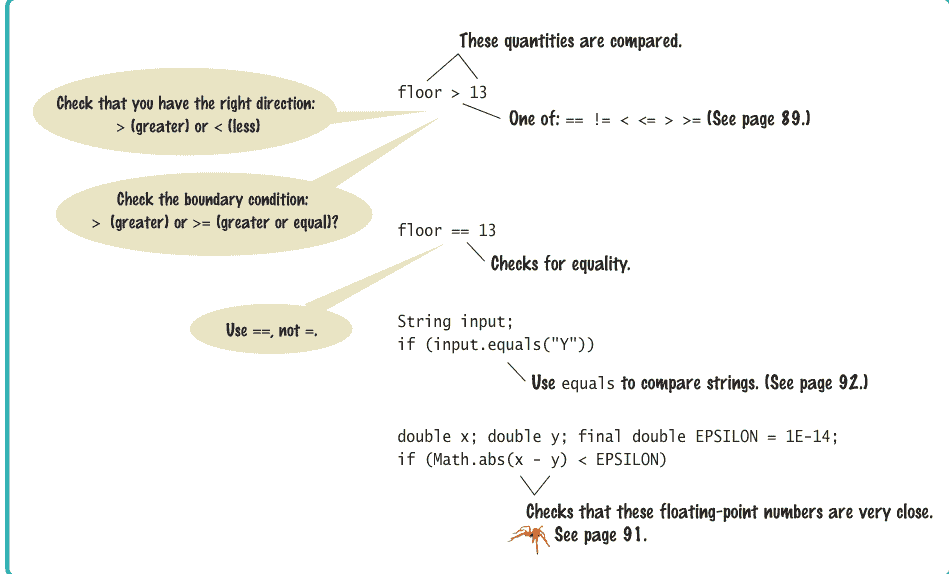 These quantities are compared.
floor > 13
Check that you have the right direction:
> (greater) or < (less)
One of: == != < <= > >= (See page 89.)
Check the boundary condition:
> (greater) or >= (greater or equal)?
floor == 13
Checks for equality.
Use ==, not =.
String input;
if (input.equals("Y"))
Use equals to compare strings. (See page 92.)
double x; double y; final double EPSILON = 1E-14;
if (Math.abs(x - y) < EPSILON)
Checks that these floating-point numbers are very close.
See page 91.